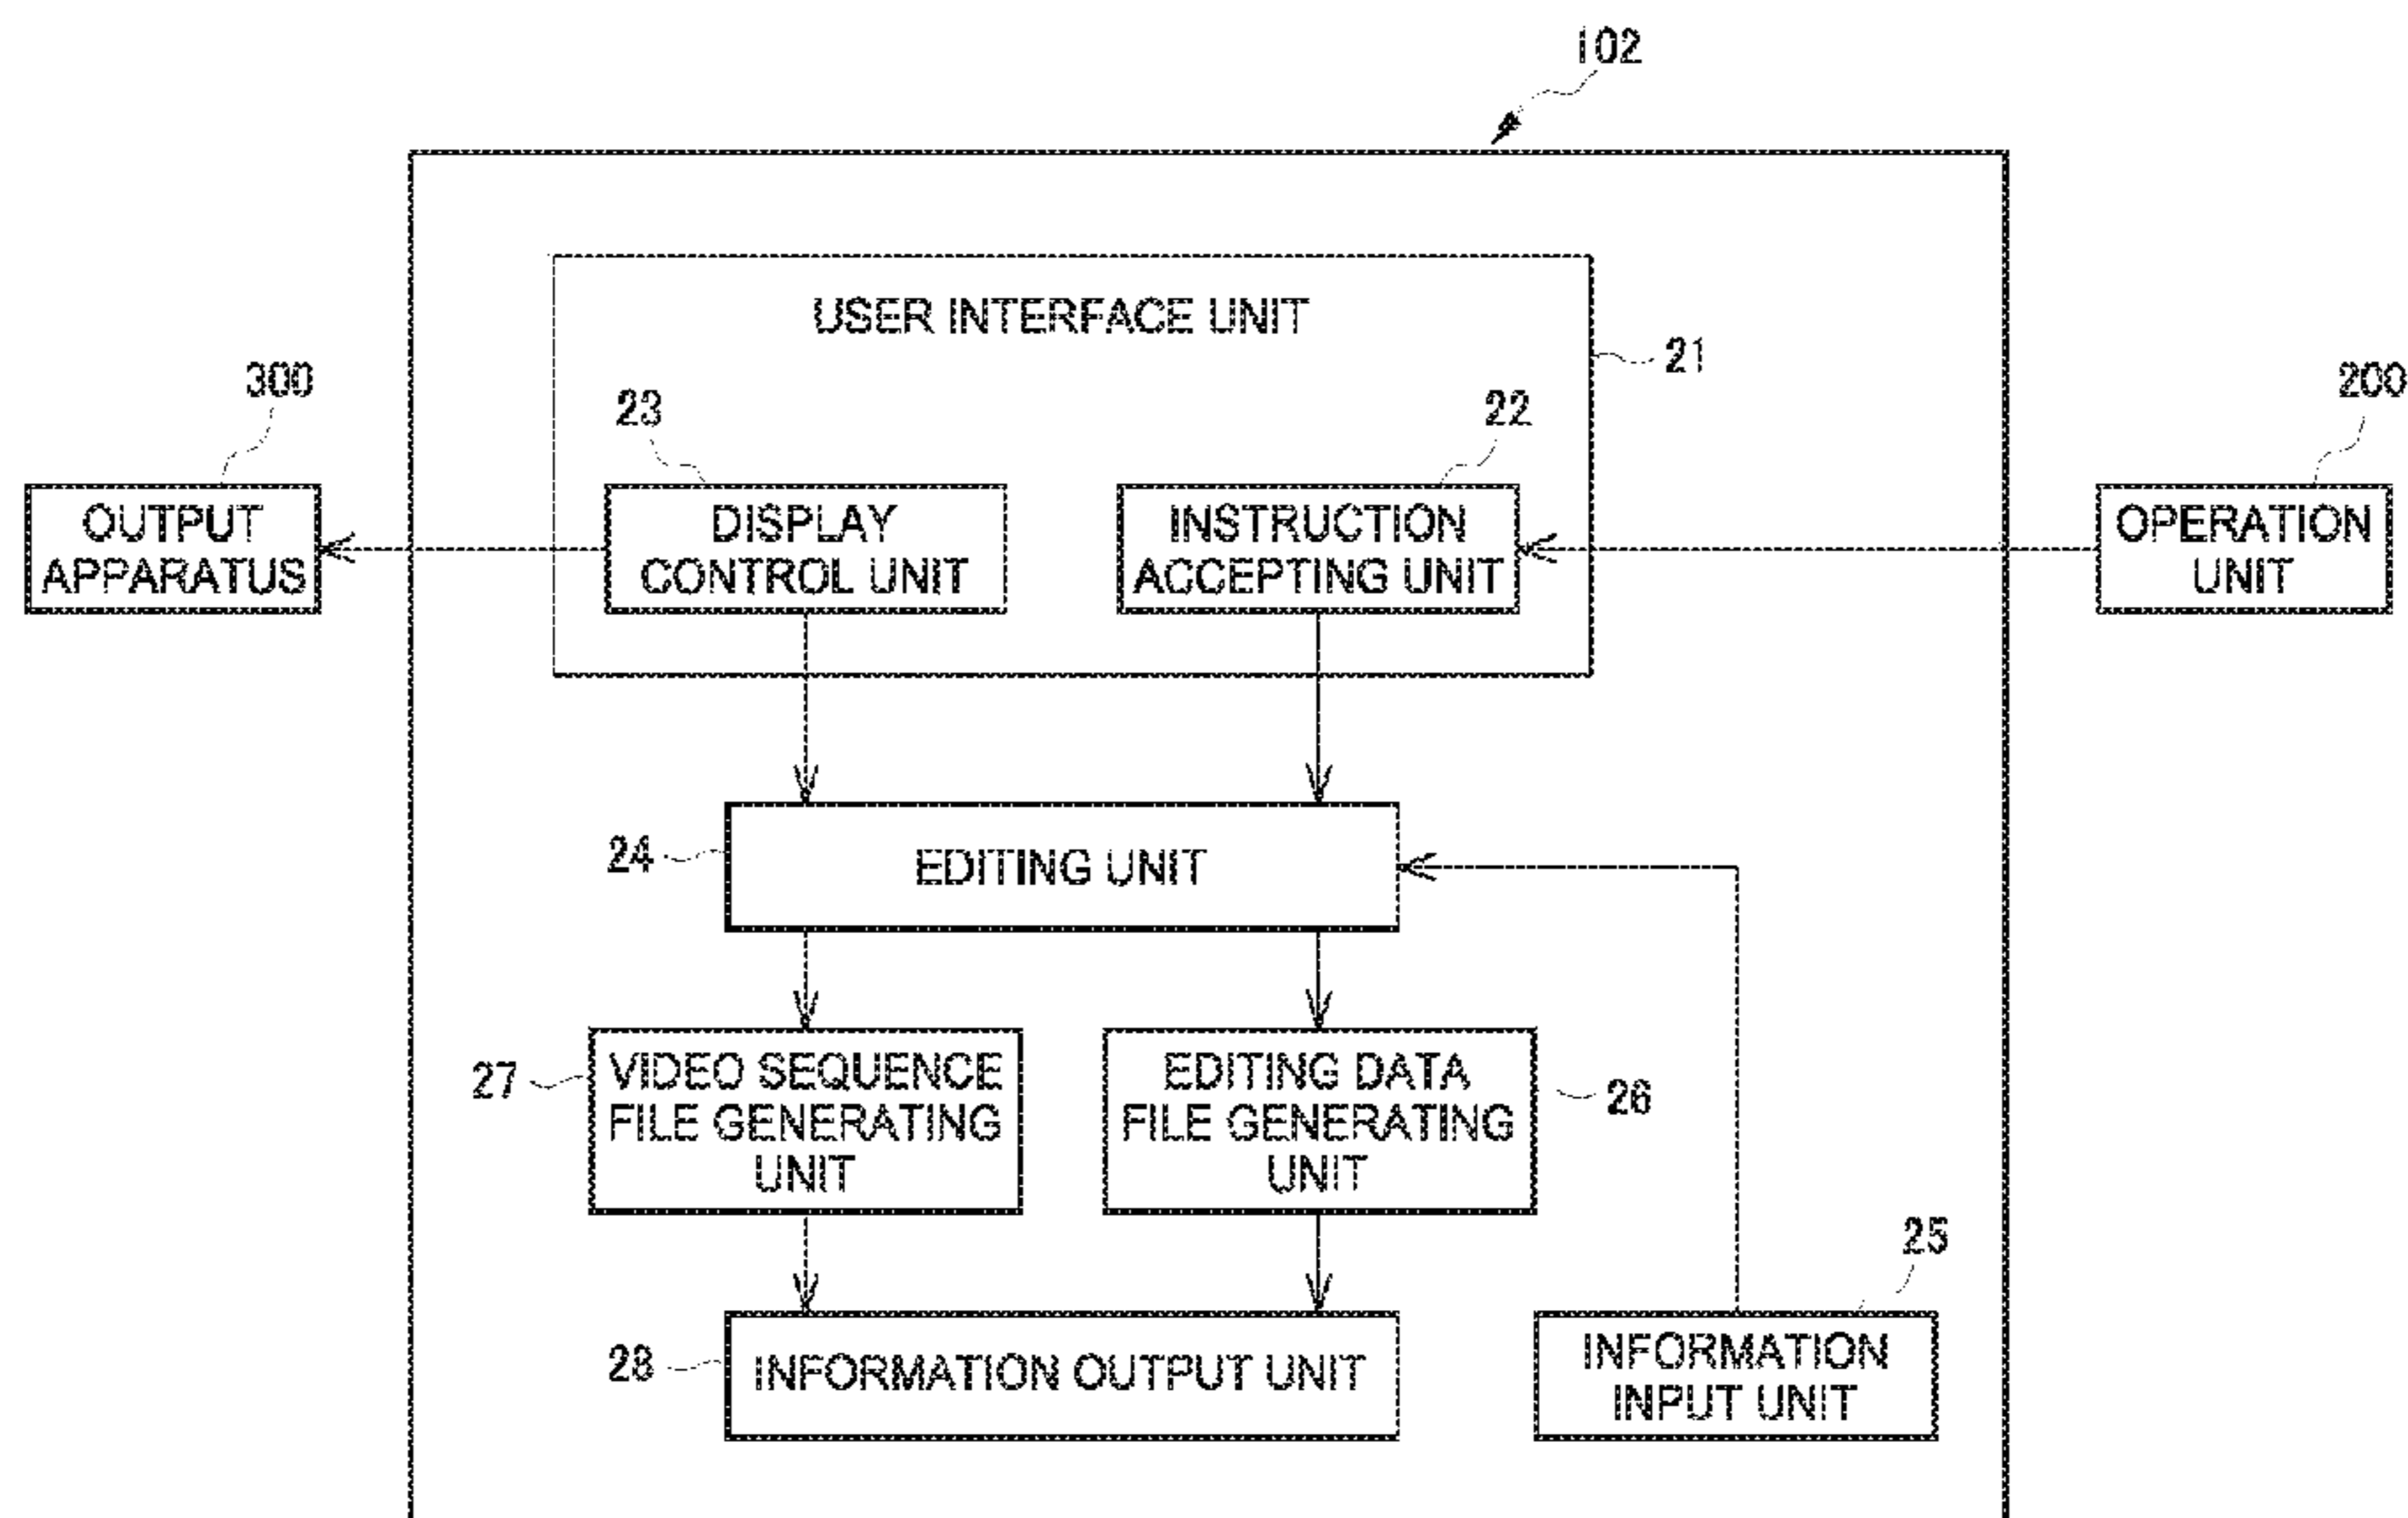 102
USER INTERFACE UNIT
21
300
23
22
200
OUTPUT
APPARATUS
DISPLAY
CONTROL UNIT
INSTRUCTION
ACCEPTING UNIT
OPERATION
UNIT
24
EDITING UNIT
27
VIDEO SEQUENCE
FILE GENERATING
UNIT
EDITING DATA
FILE GENERATING
UNIT
26
25
28
INFORMATION OUTPUT UNIT
INFORMATION
INPUT UNIT